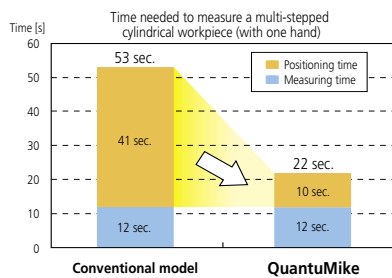 Time needed to measure a multi-stepped
cylindrical workpiece (with one hand)
Time [s]
60
50
40
30
20
10
0
53 sec.
41 sec.
12 sec.
Positioning time
Measuring time
22 sec.
10 sec.
12 sec.
Conventional model
QuantuMike